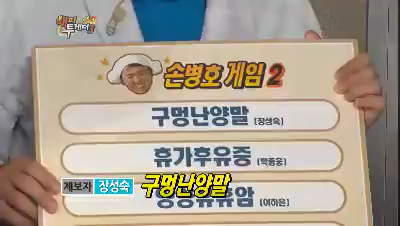 해피
투게더
손병호 게임 2
구멍난양말 [장성숙]
휴가후유증 [박종웅]
[이하은]
제보자 장성숙 구멍난양말